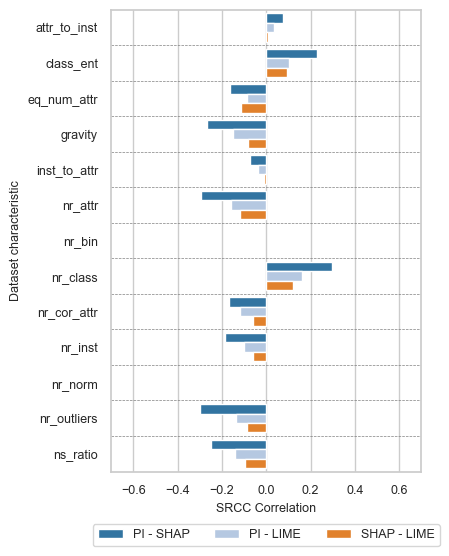 Dataset characteristic
attr_to_inst
class_ent
eq_num_attr
gravity
inst_to_attr
nr_attr
nr_bin
nr_class
nr_cor_attr
nr_inst
nr_norm
nr_outliers
ns_ratio
−0.6 −0.4 −0.2 0.0 0.2 0.4 0.6
SRCC Correlation
PI - SHAP PI - LIME SHAP - LIME